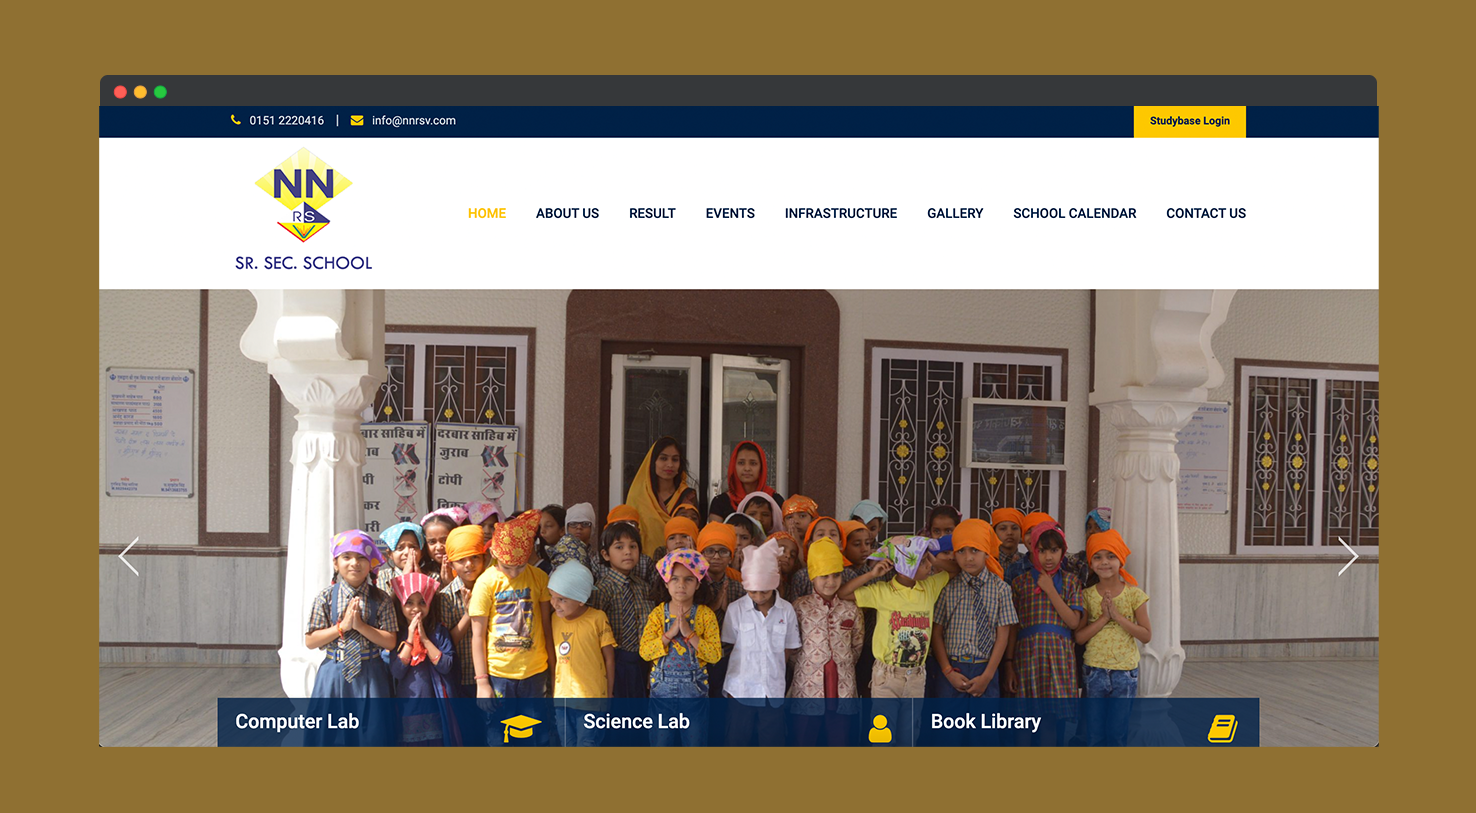 0151 2220416 | info@nnrsv.com
Studybase Login
NN
RS
V
SR. SEC. SCHOOL
HOME
ABOUT US
RESULT
EVENTS
INFRASTRUCTURE
GALLERY
SCHOOL CALENDAR
CONTACT US
बार साहिब में
जुराब
दरबार साहिब में
जुराब
टोपी
Computer Lab
Science Lab
Book Library